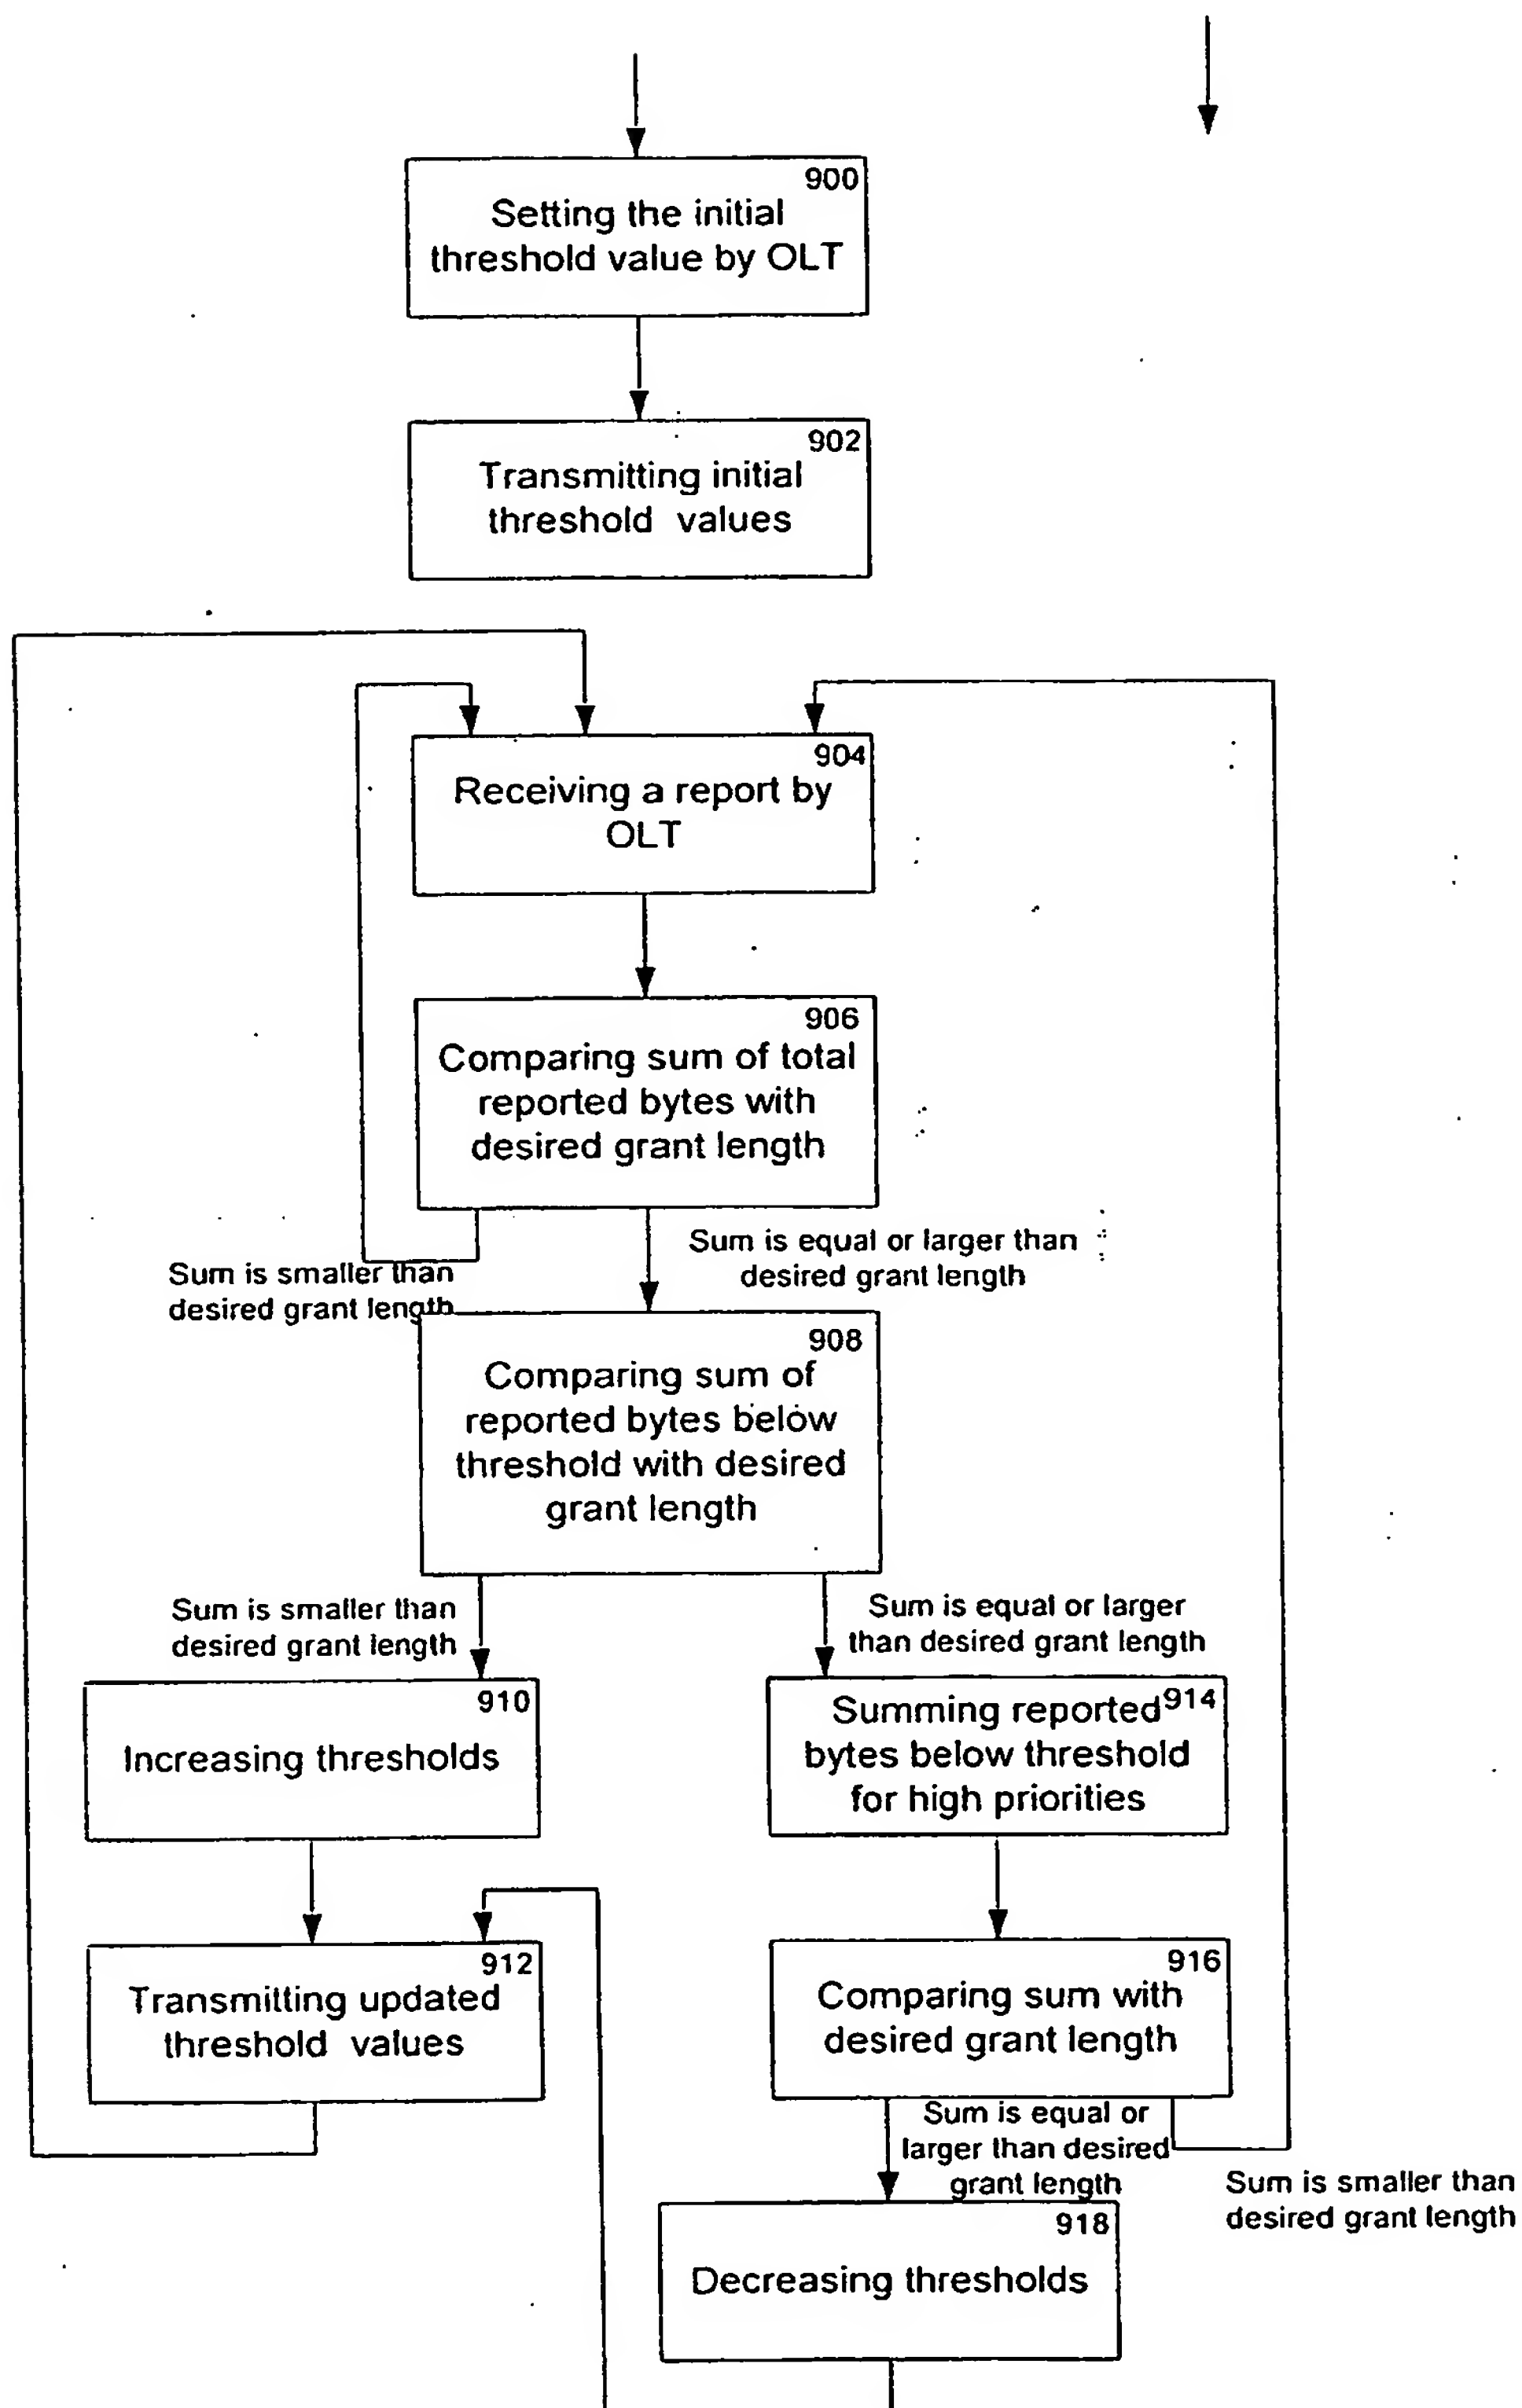 900
Setting the initial
threshold value by OLT
902
Transmitting initial
threshold values
904
Receiving a report by
OLT
906
Comparing sum of total
reported bytes with
desired grant length
Sum is equal or larger than
desired grant length
Sum is smaller than
desired grant length
908
Comparing sum of
reported bytes below
threshold with desired
grant length
Sum is smaller than
desired grant length
Sum is equal or larger
than desired grant length
910
Increasing thresholds
914
Summing reported
bytes below threshold
for high priorities
912
Transmitting updated
threshold values
916
Comparing sum with
desired grant length
Sum is equal or
larger than desired
grant length
Sum is smaller than
desired grant length
918
Decreasing thresholds